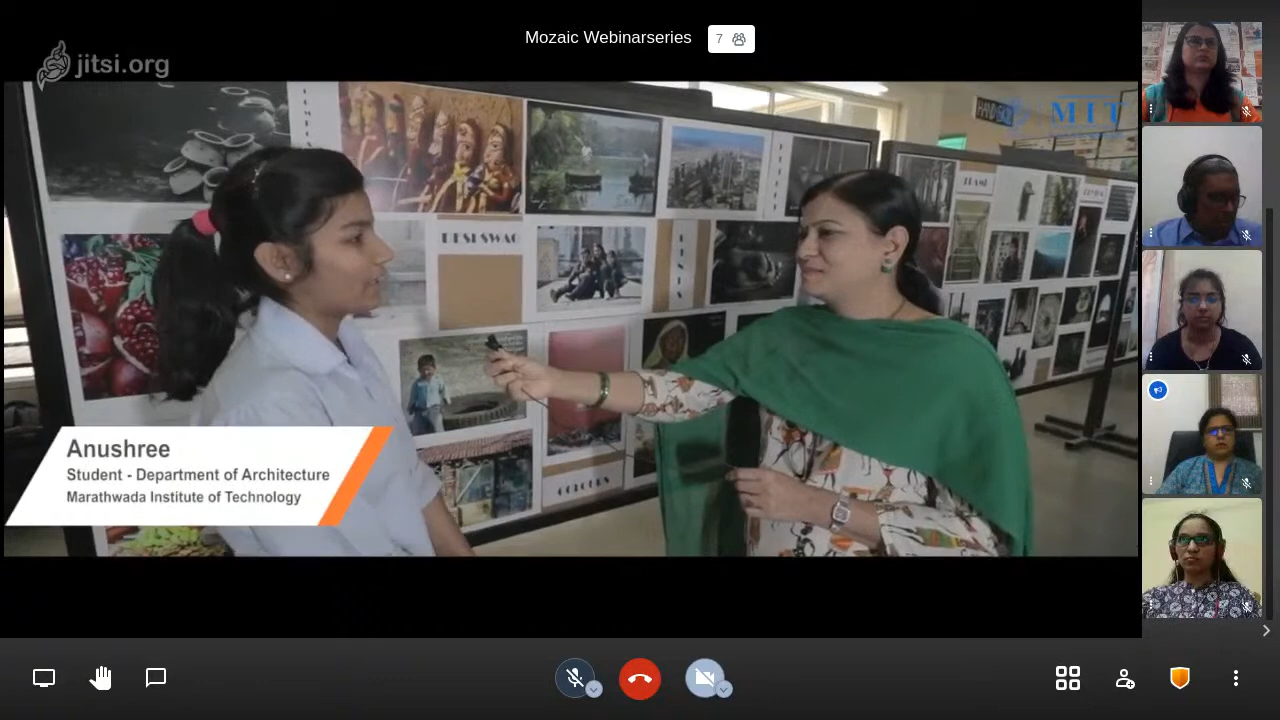 Mozaic Webinarseries
7
jitsi.org
MIT
DESI SWAG
COLOURS
Anushree
Student - Department of Architecture
Marathwada Institute of Technology